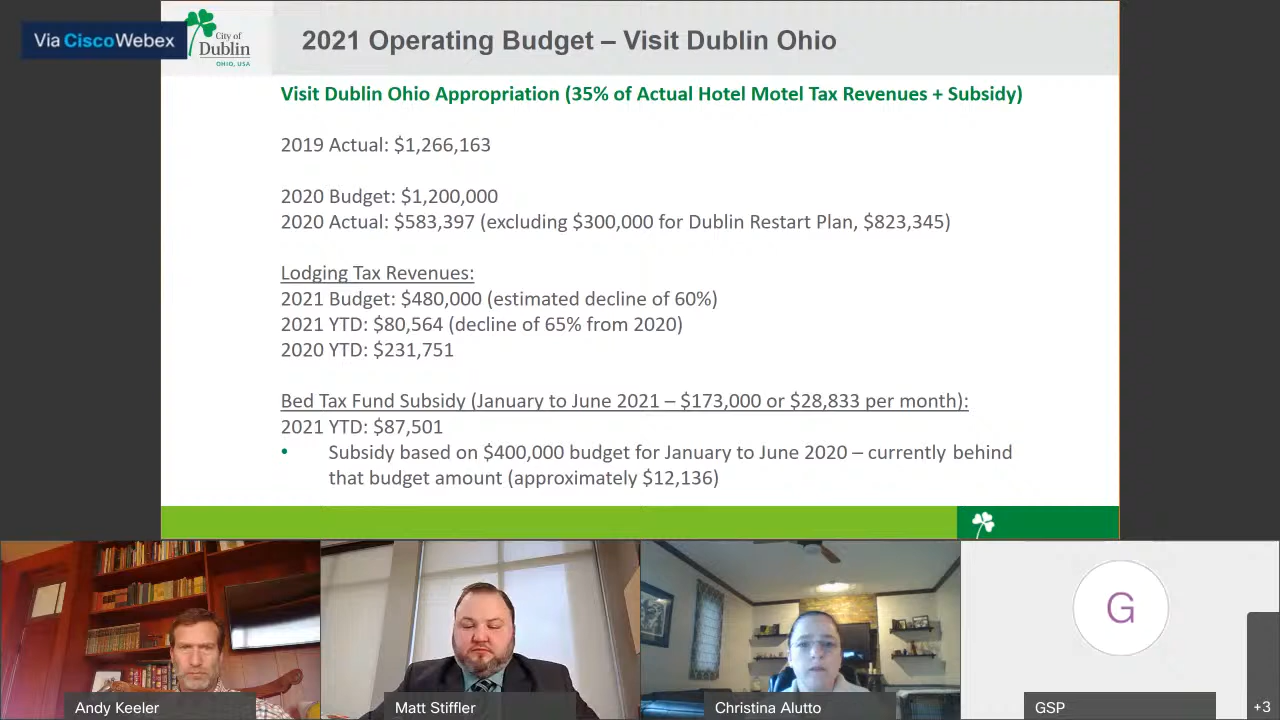 Via Cisco Webex
City of
Dublin
OHIO, USA
2021 Operating Budget – Visit Dublin Ohio
Visit Dublin Ohio Appropriation (35% of Actual Hotel Motel Tax Revenues + Subsidy)
2019 Actual: $1,266,163
2020 Budget: $1,200,000
2020 Actual: $583,397 (excluding $300,000 for Dublin Restart Plan, $823,345)
Lodging Tax Revenues:
2021 Budget: $480,000 (estimated decline of 60%)
2021 YTD: $80,564 (decline of 65% from 2020)
2020 YTD: $231,751
Bed Tax Fund Subsidy (January to June 2021 – $173,000 or $28,833 per month):
2021 YTD: $87,501
• Subsidy based on $400,000 budget for January to June 2020 – currently behind
that budget amount (approximately $12,136)
G
Andy Keeler
Matt Stiffler
Christina Alutto
GSP
+3